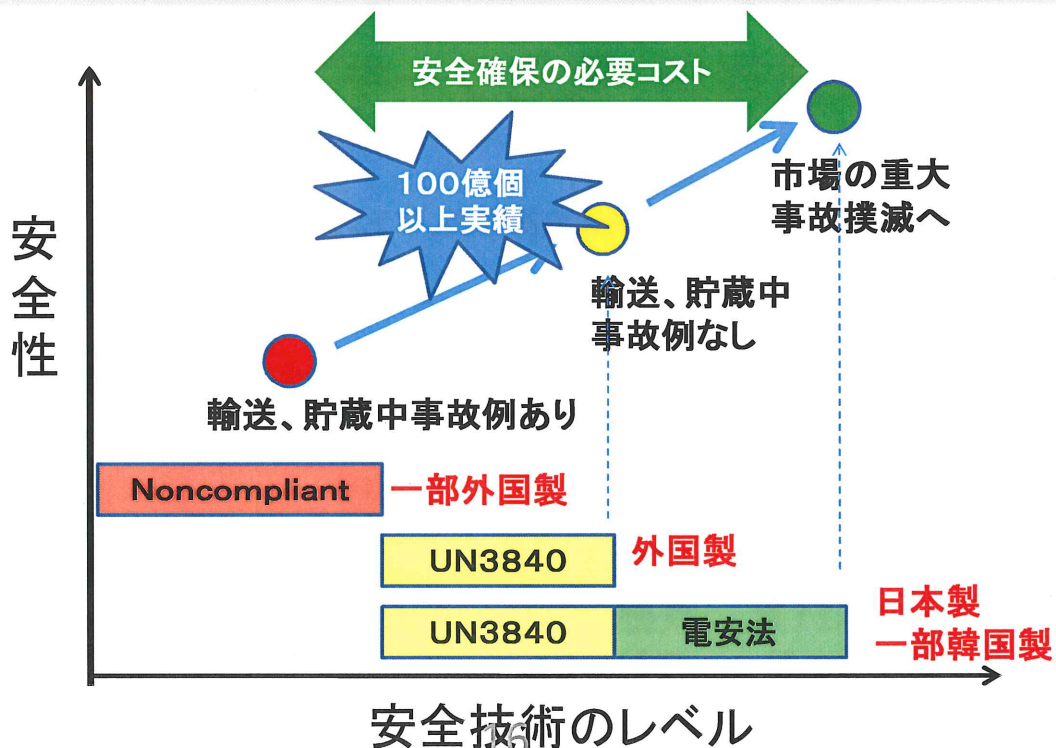 安全確保の必要コスト
100億個
以上実績
市場の重大
事故撲滅へ
安全性
輸送、貯蔵中
事故例なし
輸送、貯蔵中事故例あり
Noncompliant
一部外国製
UN3840
外国製
UN3840
電安法
日本製
一部韓国製
安全技術のレベル
16